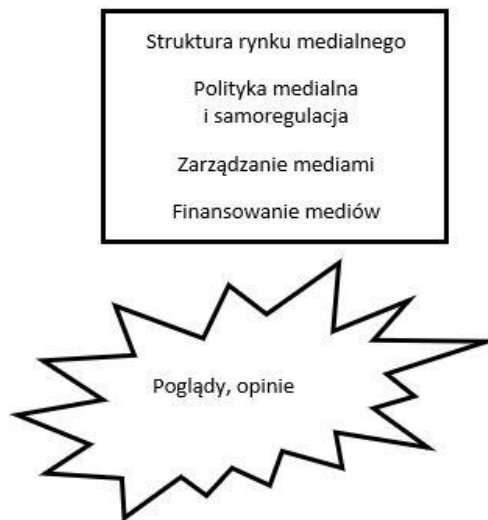 Struktura rynku medialnego
Polityka medialna
i samoregulacja
Zarządzanie mediami
Finansowanie mediów
Poglądy, opinie